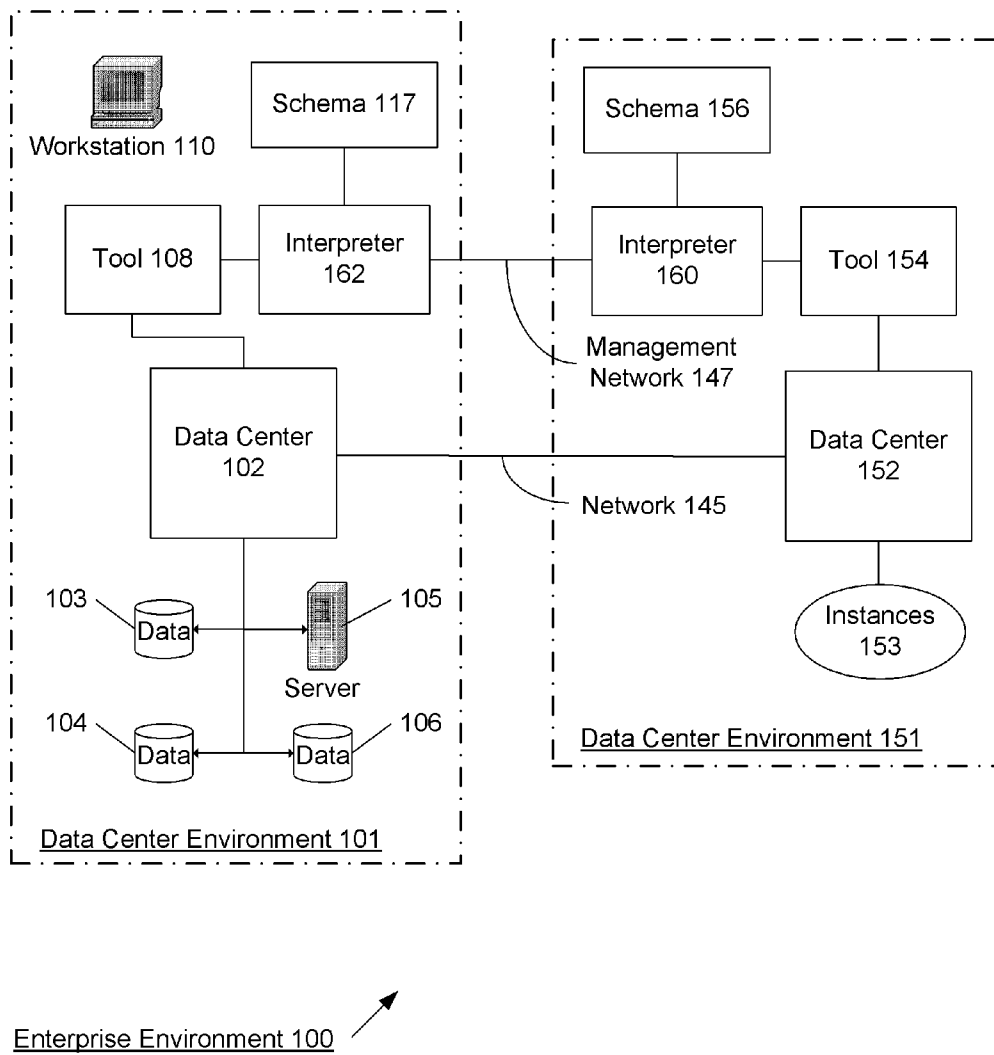 Workstation 110
Schema 117
Tool 108
Interpreter
162
Schema 156
Interpreter
160
Tool 154
Management
Network 147
Data Center
102
Data Center
152
Network 145
103
Data
105
Server
104
Data
106
Data
Instances
153
Data Center Environment 151
Data Center Environment 101
Enterprise Environment 100